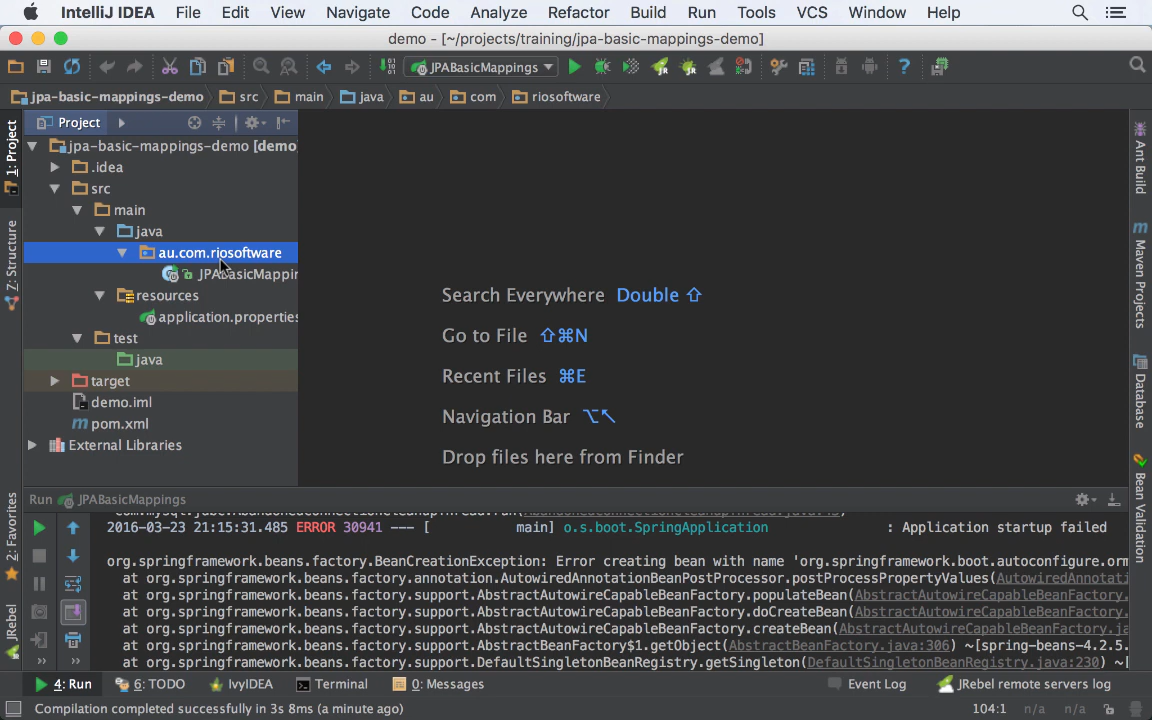 IntelliJ IDEA File Edit View Navigate Code Analyze Refactor Build Run Tools VCS Window Help
demo - [~/projects/training/jpa-basic-mappings-demo]
JPABasicMappings
jpa-basic-mappings-demo src main java au com riosoftware
Project
jpa-basic-mappings-demo [demo
.idea
src
main
java
au.com.riosoftware
JPABasicMappin
resources
application.properties
test
java
target
demo.iml
pom.xml
External Libraries
1: Project
Z: Structure
2: Favorites
JRebel
Search Everywhere Double ⇧
Go to File ⇧⌘N
Recent Files ⌘E
Navigation Bar ⌥↖
Drop files here from Finder
Ant Build
Maven Projects
Database
Bean Validation
Run JPABasicMappings
2016-03-23 21:15:31.485 ERROR 30941 --- [ main] o.s.boot.SpringApplication : Application startup failed
org.springframework.beans.factory.BeanCreationException: Error creating bean with name 'org.springframework.boot.autoconfigure.orm
at org.springframework.beans.factory.annotation.AutowiredAnnotationBeanPostProcessor.postProcessPropertyValues(AutowiredAnnotati
at org.springframework.beans.factory.support.AbstractAutowireCapableBeanFactory.populateBean(AbstractAutowireCapableBeanFactory.
at org.springframework.beans.factory.support.AbstractAutowireCapableBeanFactory.doCreateBean(AbstractAutowireCapableBeanFactory.
at org.springframework.beans.factory.support.AbstractAutowireCapableBeanFactory.createBean(AbstractAutowireCapableBeanFactory.ja
at org.springframework.beans.factory.support.AbstractBeanFactory$1.getObject(AbstractBeanFactory.java:306) ~[spring-beans-4.2.5.
at org.springframework.beans.factory.support.DefaultSingletonBeanRegistry.getSingleton(DefaultSingletonBeanRegistry.java:230) ~[
4: Run 6: TODO IvyIDEA Terminal 0: Messages Event Log JRebel remote servers log
Compilation completed successfully in 3s 8ms (a minute ago) 104:1 n/a n/a